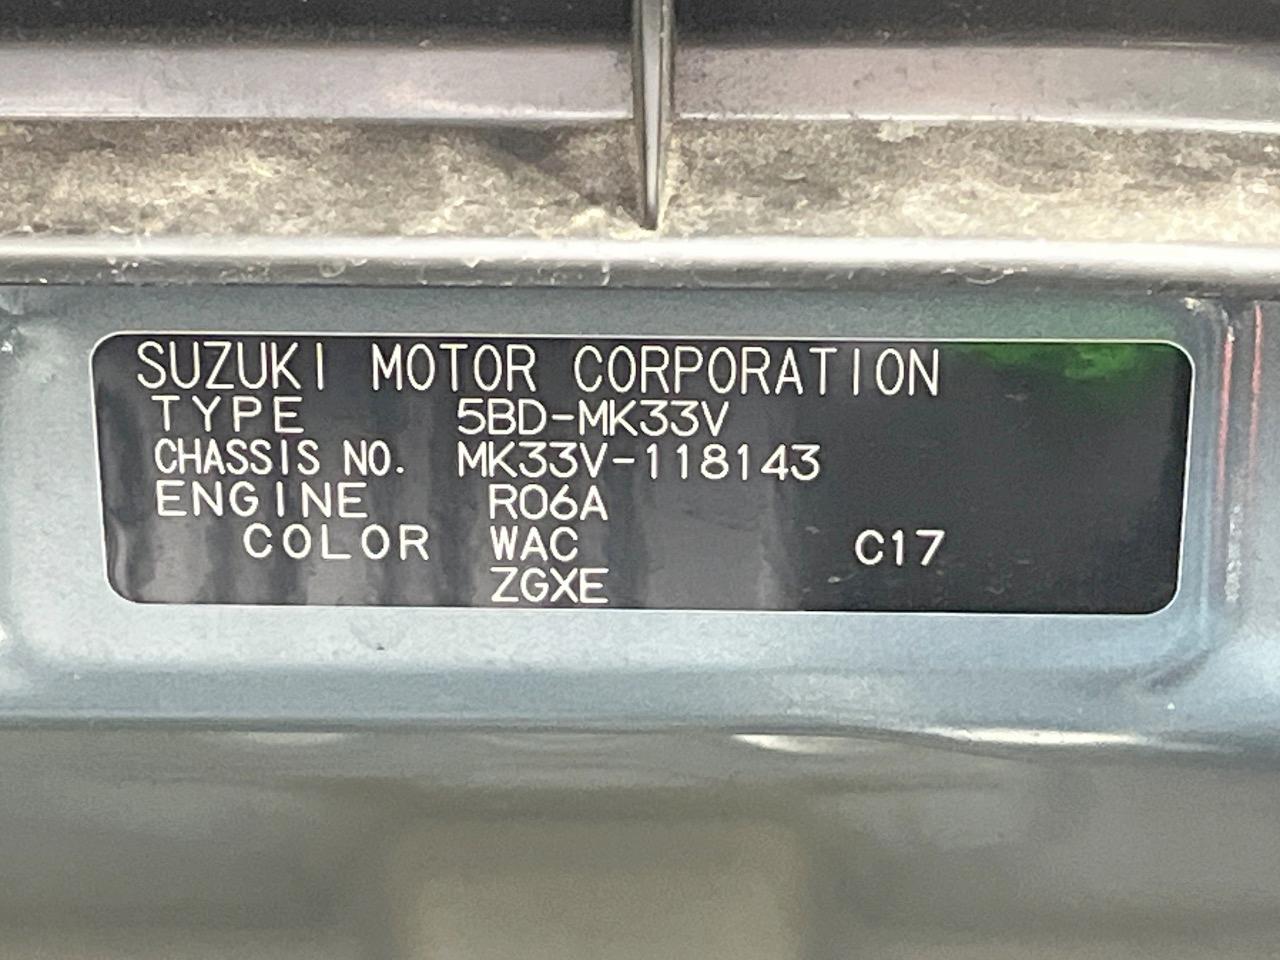 SUZUKI MOTOR CORPORATION
TYPE 5BD-MK33V
CHASSIS NO. MK33V-118143
ENGINE R06A
COLOR WAC C17
ZGXE